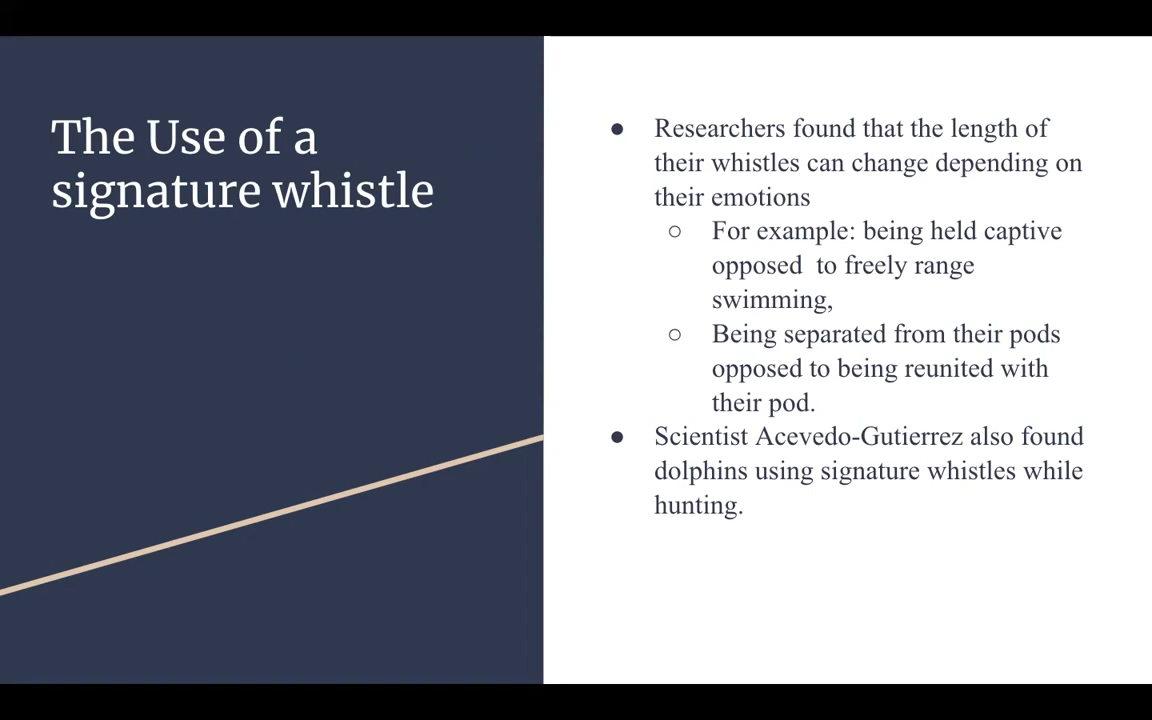 The Use of a
signature whistle
● Researchers found that the length of
their whistles can change depending on
their emotions
○ For example: being held captive
opposed  to freely range
swimming,
○ Being separated from their pods
opposed to being reunited with
their pod.
● Scientist Acevedo-Gutierrez also found
dolphins using signature whistles while
hunting.